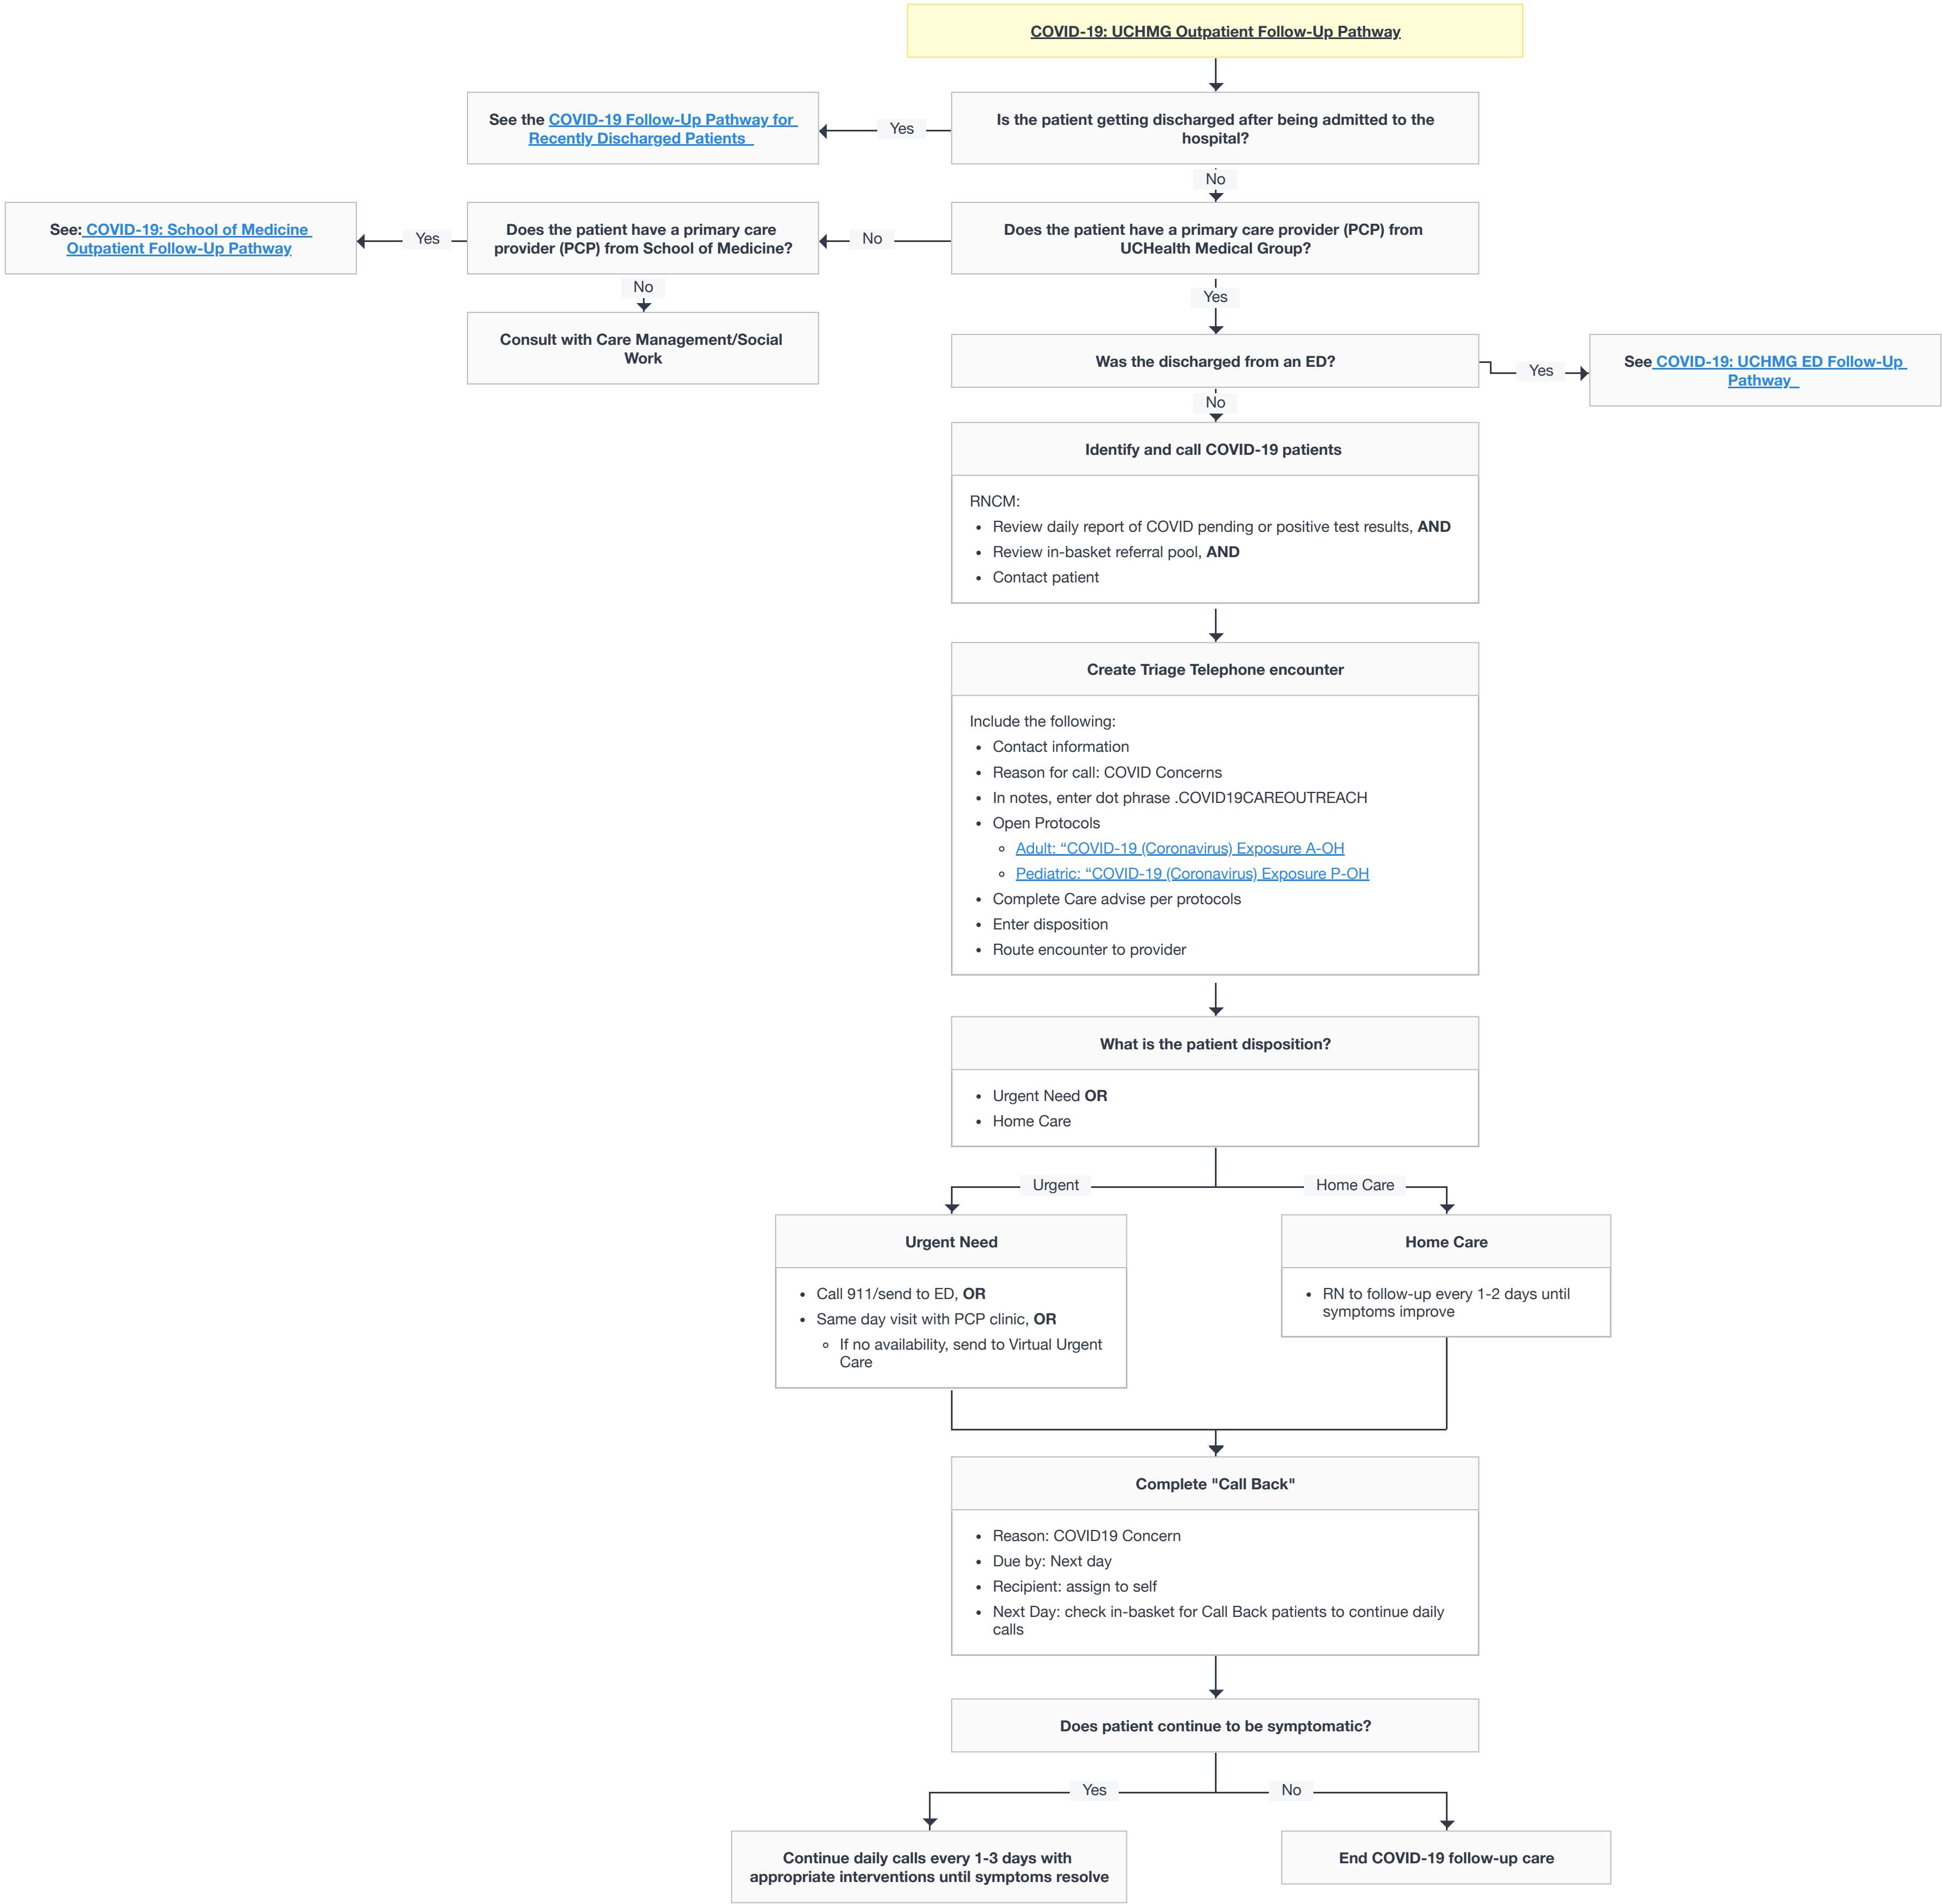 COVID-19: UCHMG Outpatient Follow-Up Pathway
Is the patient getting discharged after being admitted to the
hospital?
Yes
See the COVID-19 Follow-Up Pathway for
Recently Discharged Patients
No
Does the patient have a primary care provider (PCP) from
UCHealth Medical Group?
No
Does the patient have a primary care
provider (PCP) from School of Medicine?
Yes
See: COVID-19: School of Medicine
Outpatient Follow-Up Pathway
No
Consult with Care Management/Social
Work
Yes
Was the discharged from an ED?
Yes
See COVID-19: UCHMG ED Follow-Up
Pathway
No
Identify and call COVID-19 patients
RNCM:
• Review daily report of COVID pending or positive test results, AND
• Review in-basket referral pool, AND
• Contact patient
Create Triage Telephone encounter
Include the following:
• Contact information
• Reason for call: COVID Concerns
• In notes, enter dot phrase .COVID19CAREOUTREACH
• Open Protocols
◦ Adult: “COVID-19 (Coronavirus) Exposure A-OH
◦ Pediatric: “COVID-19 (Coronavirus) Exposure P-OH
• Complete Care advise per protocols
• Enter disposition
• Route encounter to provider
What is the patient disposition?
• Urgent Need OR
• Home Care
Urgent
Home Care
Urgent Need
• Call 911/send to ED, OR
• Same day visit with PCP clinic, OR
◦ If no availability, send to Virtual Urgent
Care
Home Care
• RN to follow-up every 1-2 days until
symptoms improve
Complete "Call Back"
• Reason: COVID19 Concern
• Due by: Next day
• Recipient: assign to self
• Next Day: check in-basket for Call Back patients to continue daily
calls
Does patient continue to be symptomatic?
Yes
No
Continue daily calls every 1-3 days with
appropriate interventions until symptoms resolve
End COVID-19 follow-up care